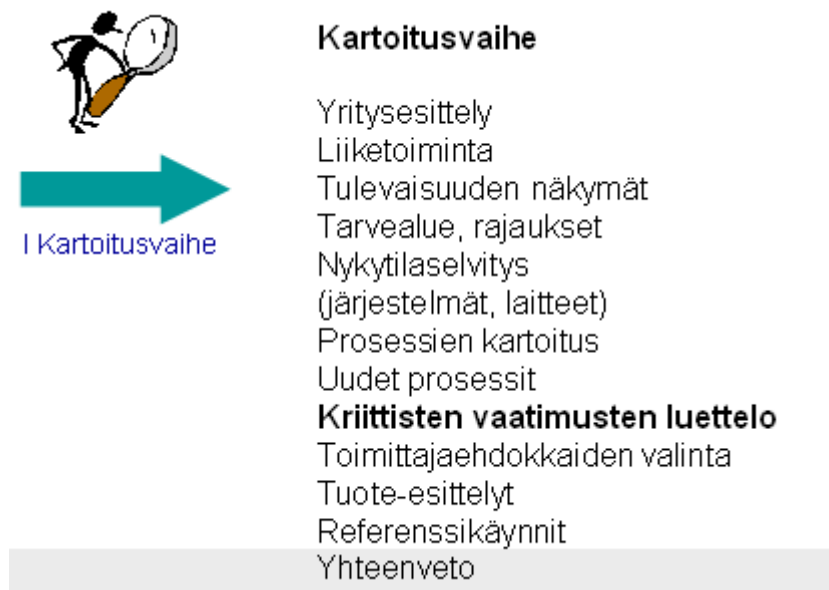 Kartoitusvaihe
I Kartoitusvaihe
Yritysesittely
Liiketoiminta
Tulevaisuuden näkymät
Tarvealue, rajaukset
Nykytilaselvitys
(järjestelmät, laitteet)
Prosessien kartoitus
Uudet prosessit
Kriittisten vaatimusten luettelo
Toimittajaehdokkaiden valinta
Tuote-esittelyt
Referenssikäynnit
Yhteenveto